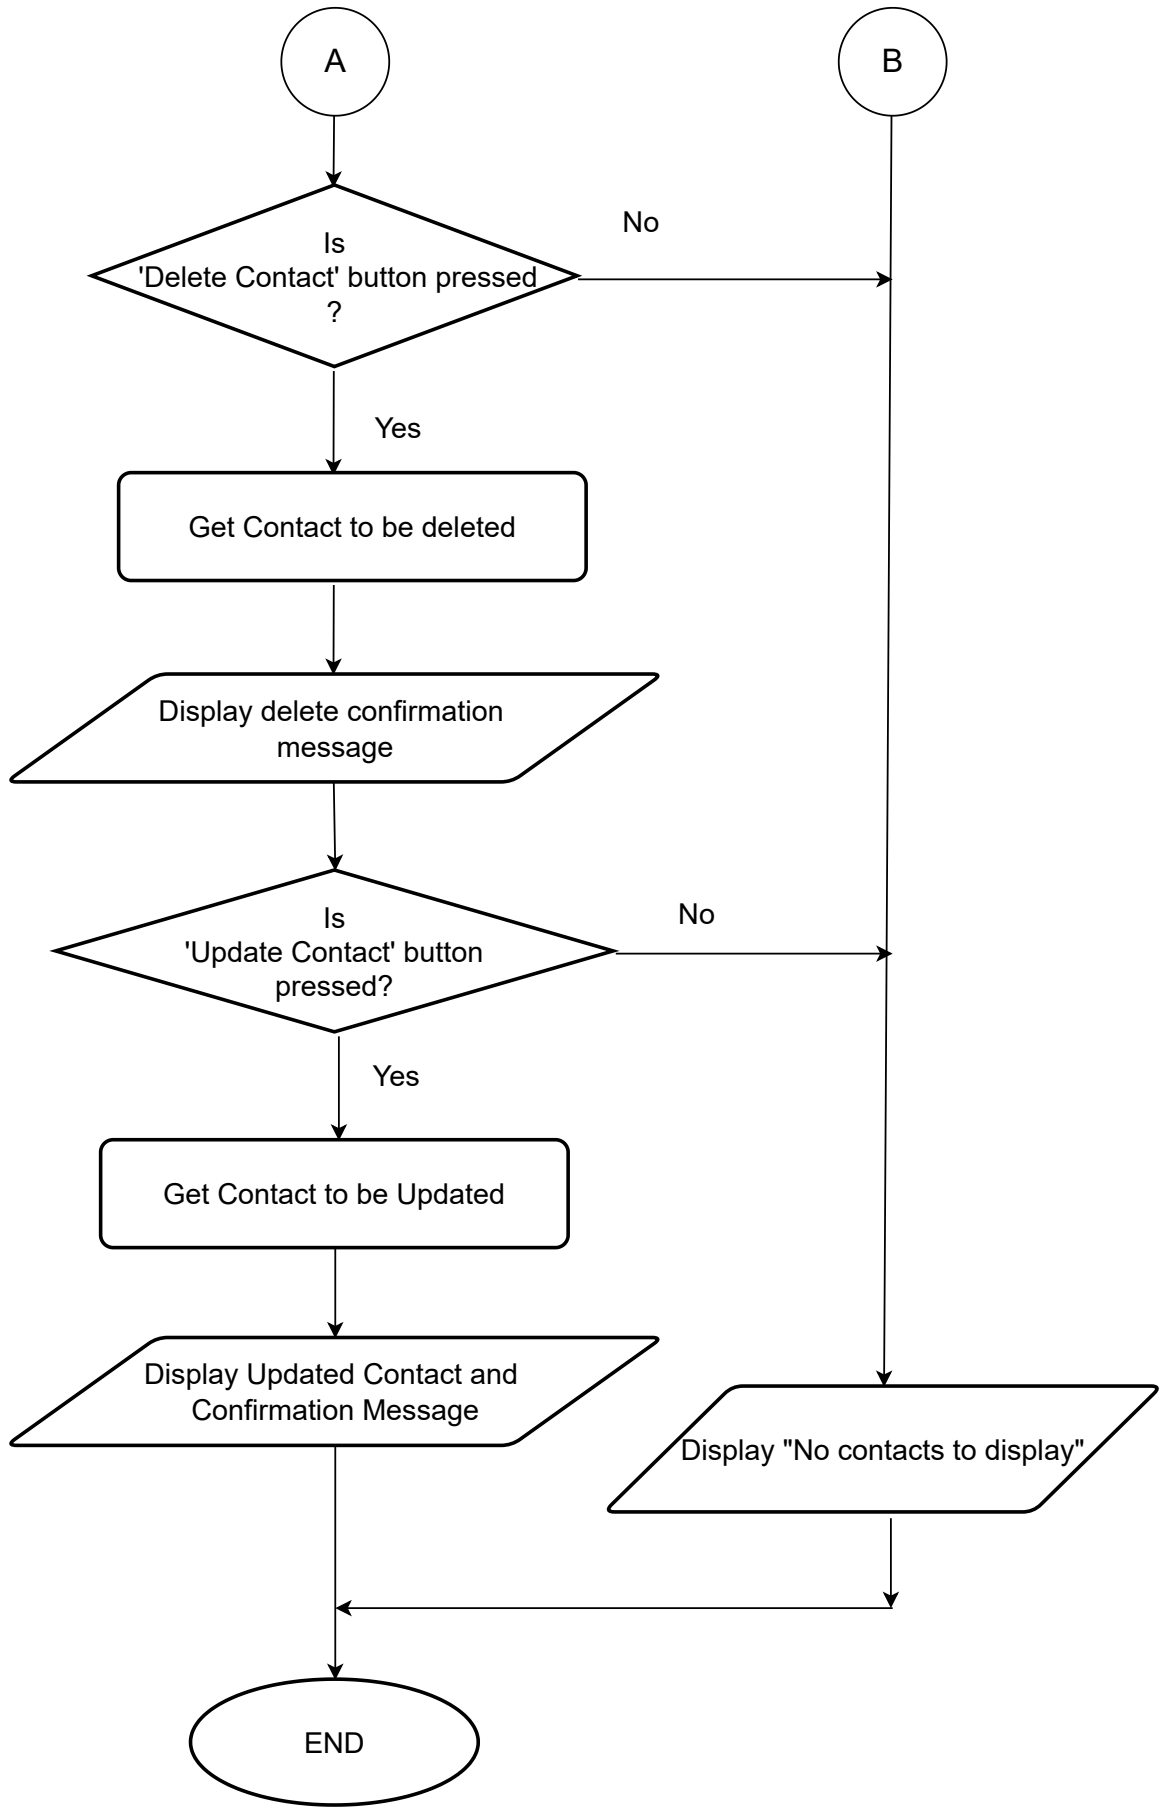 A
B
Is
'Delete Contact' button pressed
?
No
Yes
Get Contact to be deleted
Display delete confirmation
message
Is
'Update Contact' button
pressed?
No
Yes
Get Contact to be Updated
Display Updated Contact and
Confirmation Message
Display "No contacts to display"
END